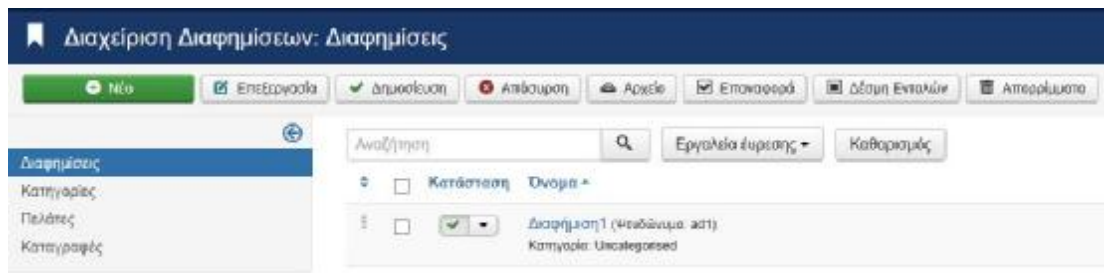 Διαχείριση Διαφημίσεων: Διαφημίσεις
Νέο Επεξεργασία Δημοσίευση Απόσυρση Αρχείο Επαναφορά Δέσμη Εντολών Απορρίμματα
Αναζήτηση Εργαλεία έυρεσης Καθαρισμός
Διαφημίσεις
Κατηγορίες
Πελάτες
Καταγραφές
Κατάσταση Όνομα
Διαφήμιση1 (Ψευδώνυμο: ad1)
Κατηγορία: Uncategorised